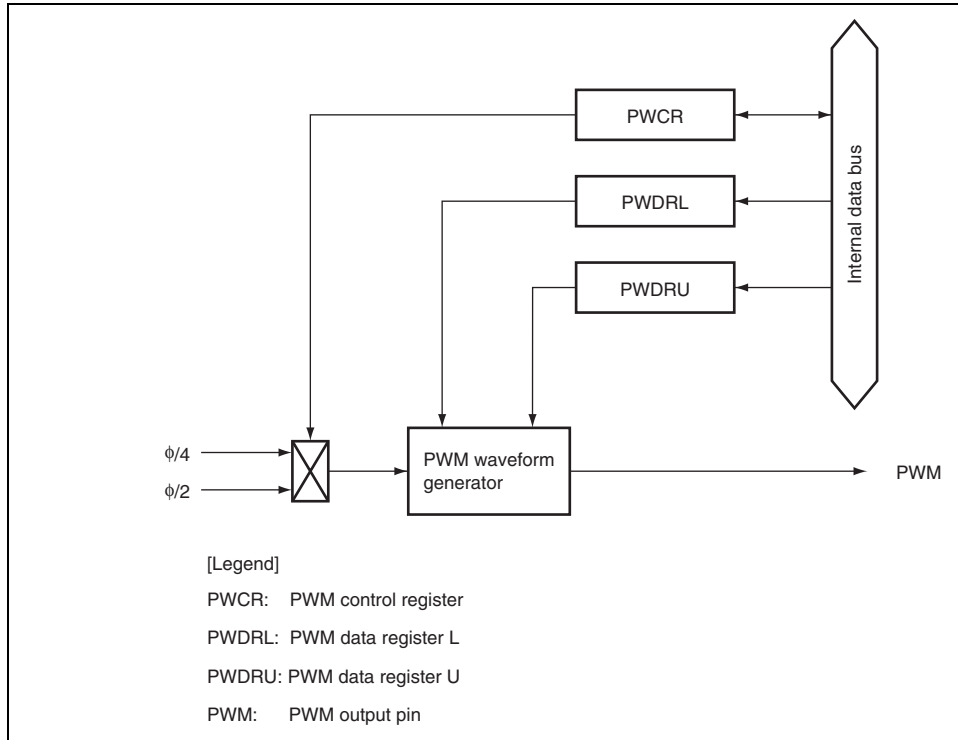 PWCR
PWDRL
PWDRU
Internal data bus
ϕ/4
ϕ/2
PWM waveform
generator
PWM
[Legend]
PWCR: PWM control register
PWDRL: PWM data register L
PWDRU: PWM data register U
PWM: PWM output pin